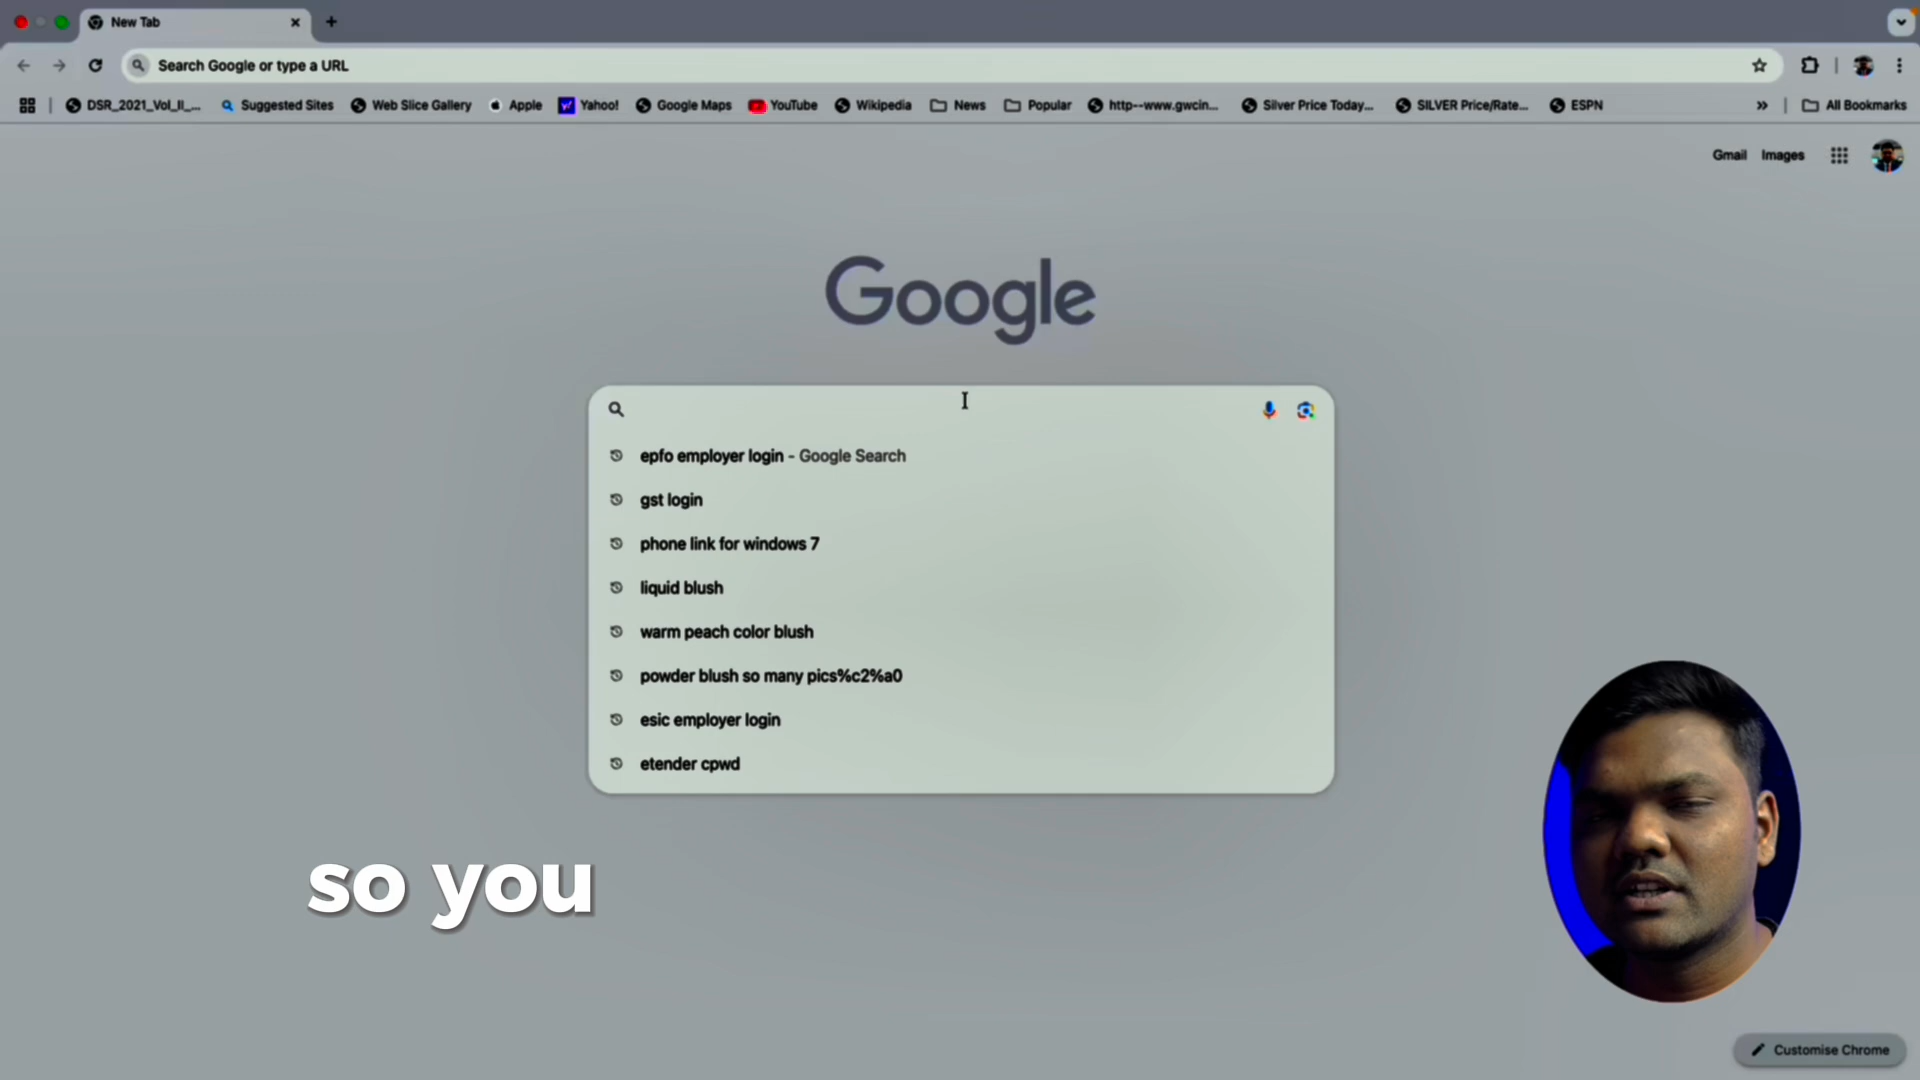 New Tab
Search Google or type a URL
DSR_2021_Vol_II_... Suggested Sites Web Slice Gallery Apple Yahoo! Google Maps YouTube Wikipedia News Popular http--www.gwcin... Silver Price Today... SILVER Price/Rate... ESPN » All Bookmarks
Gmail Images
Google
epfo employer login - Google Search
gst login
phone link for windows 7
liquid blush
warm peach color blush
powder blush so many pics%c2%a0
esic employer login
etender cpwd
so you
Customise Chrome